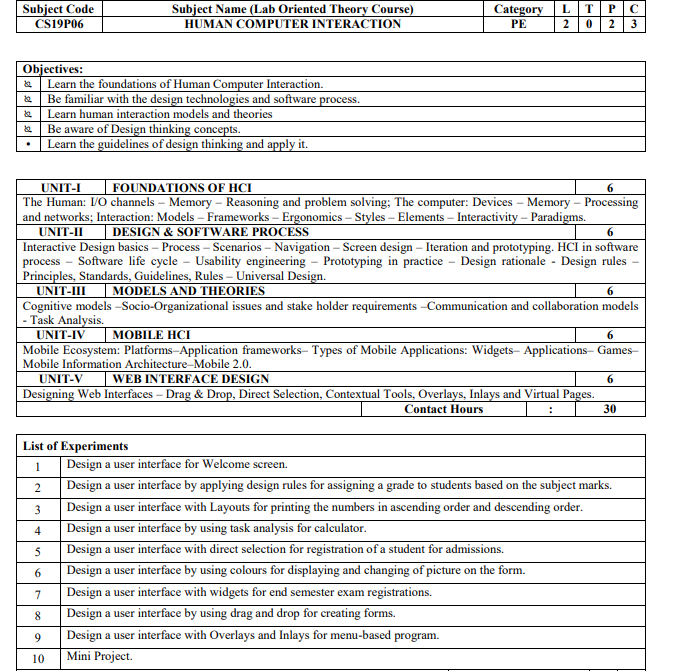 Subject Code Subject Name (Lab Oriented Theory Course) Category L T P C
CS19P06 HUMAN COMPUTER INTERACTION PE 2 0 2 3
Objectives:
Learn the foundations of Human Computer Interaction.
Be familiar with the design technologies and software process.
Learn human interaction models and theories
Be aware of Design thinking concepts.
• Learn the guidelines of design thinking and apply it.
UNIT-I FOUNDATIONS OF HCI 6
The Human: I/O channels – Memory – Reasoning and problem solving; The computer: Devices – Memory – Processing
and networks; Interaction: Models – Frameworks – Ergonomics – Styles – Elements – Interactivity – Paradigms.
UNIT-II DESIGN & SOFTWARE PROCESS 6
Interactive Design basics – Process – Scenarios – Navigation – Screen design – Iteration and prototyping. HCI in software
process – Software life cycle – Usability engineering – Prototyping in practice – Design rationale - Design rules –
Principles, Standards, Guidelines, Rules – Universal Design.
UNIT-III MODELS AND THEORIES 6
Cognitive models –Socio-Organizational issues and stake holder requirements –Communication and collaboration models
- Task Analysis.
UNIT-IV MOBILE HCI 6
Mobile Ecosystem: Platforms–Application frameworks– Types of Mobile Applications: Widgets– Applications– Games–
Mobile Information Architecture–Mobile 2.0.
UNIT-V WEB INTERFACE DESIGN 6
Designing Web Interfaces – Drag & Drop, Direct Selection, Contextual Tools, Overlays, Inlays and Virtual Pages.
Contact Hours : 30
List of Experiments
1 Design a user interface for Welcome screen.
2 Design a user interface by applying design rules for assigning a grade to students based on the subject marks.
3 Design a user interface with Layouts for printing the numbers in ascending order and descending order.
4 Design a user interface by using task analysis for calculator.
5 Design a user interface with direct selection for registration of a student for admissions.
6 Design a user interface by using colours for displaying and changing of picture on the form.
7 Design a user interface with widgets for end semester exam registrations.
8 Design a user interface by using drag and drop for creating forms.
9 Design a user interface with Overlays and Inlays for menu-based program.
10 Mini Project.